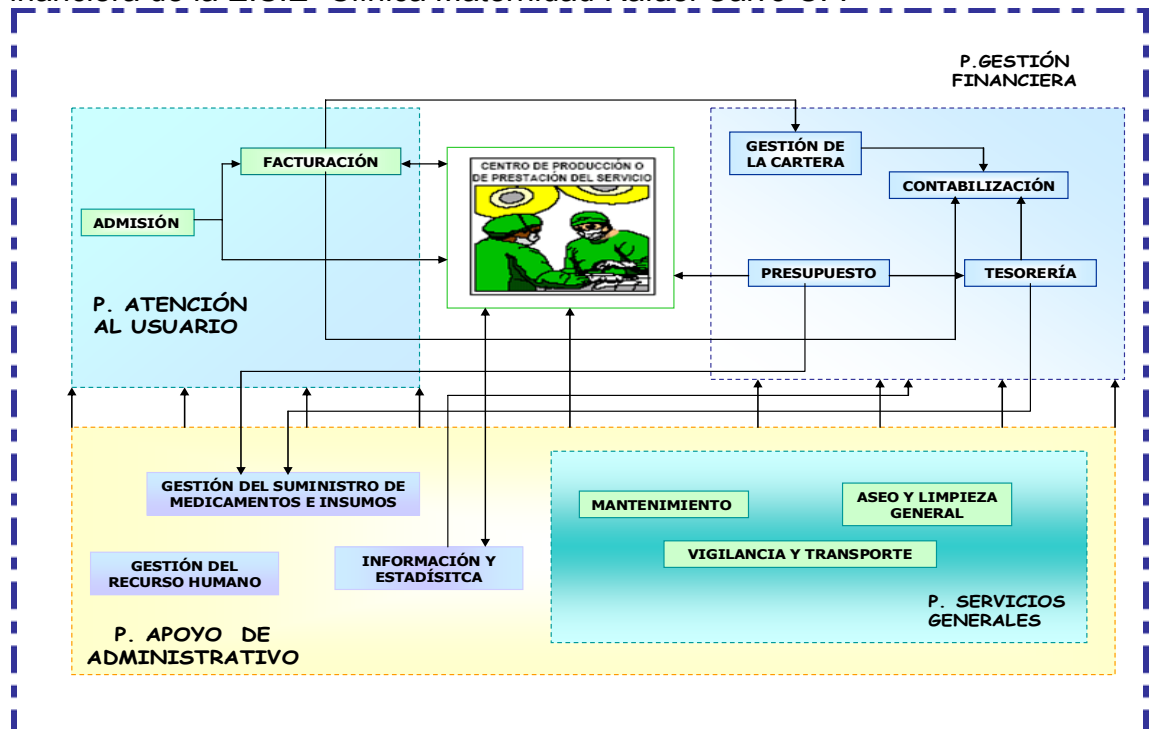 P.GESTIÓN
FINANCIERA
FACTURACIÓN
ADMISIÓN
P. ATENCIÓN
AL USUARIO
CENTRO DE PRODUCCIÓN O
DE PRESTACIÓN DEL SERVICIO
GESTIÓN DE
LA CARTERA
CONTABILIZACIÓN
PRESUPUESTO
TESORERÍA
GESTIÓN DEL SUMINISTRO DE
MEDICAMENTOS E INSUMOS
GESTIÓN DEL
RECURSO HUMANO
INFORMACIÓN Y
ESTADÍSITCA
P. APOYO DE
ADMINISTRATIVO
MANTENIMIENTO
ASEO Y LIMPIEZA
GENERAL
VIGILANCIA Y TRANSPORTE
P. SERVICIOS
GENERALES